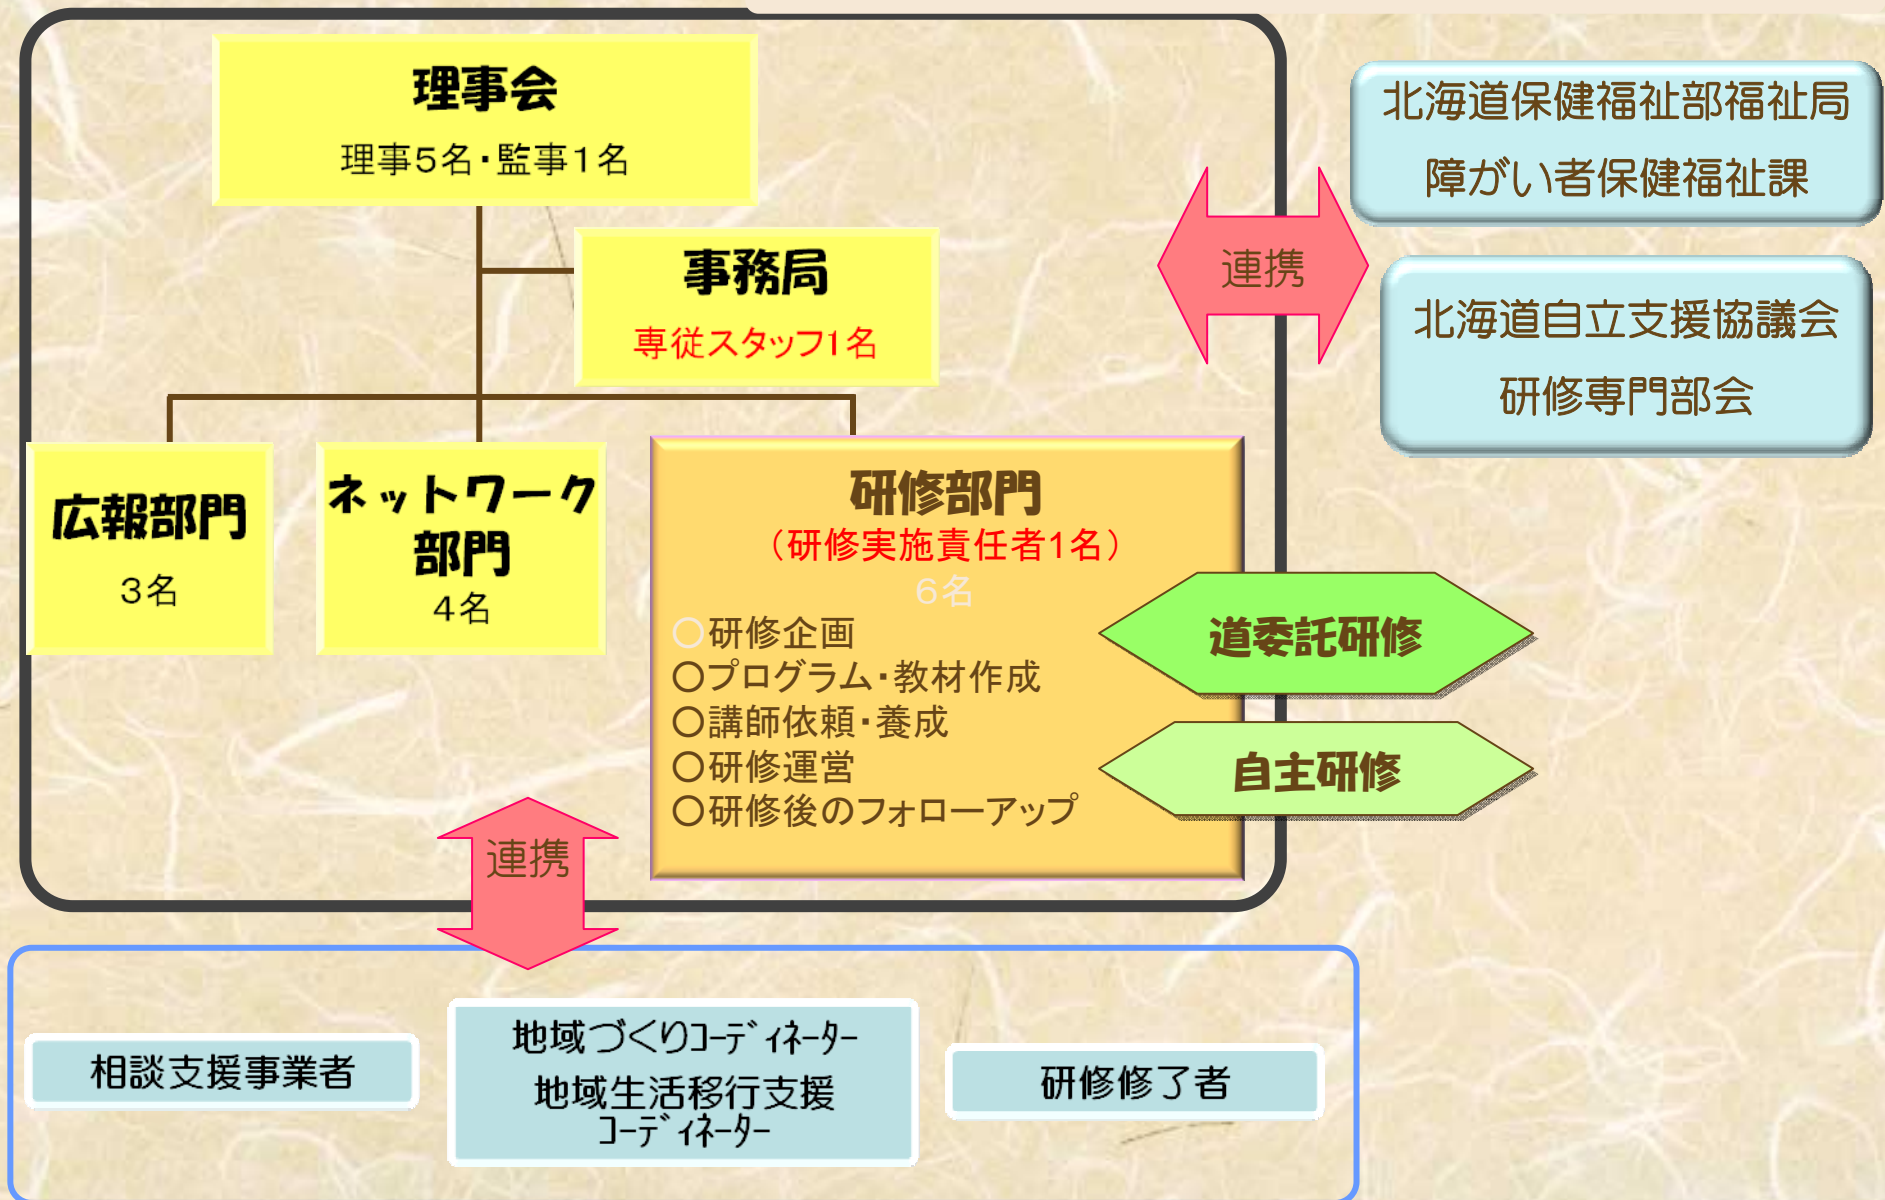 理事会
理事5名・監事1名
事務局
専従スタッフ1名
広報部門
3名
ネットワーク
部門
4名
研修部門
(研修実施責任者1名)
6名
○研修企画
○プログラム・教材作成
○講師依頼・養成
○研修運営
○研修後のフォローアップ
道委託研修
自主研修
連携
北海道保健福祉部福祉局
障がい者保健福祉課
北海道自立支援協議会
研修専門部会
連携
相談支援事業者
地域づくりｺｰﾃﾞｨﾈｰﾀｰ
地域生活移行支援
ｺｰﾃﾞｨﾈｰﾀｰ
研修修了者